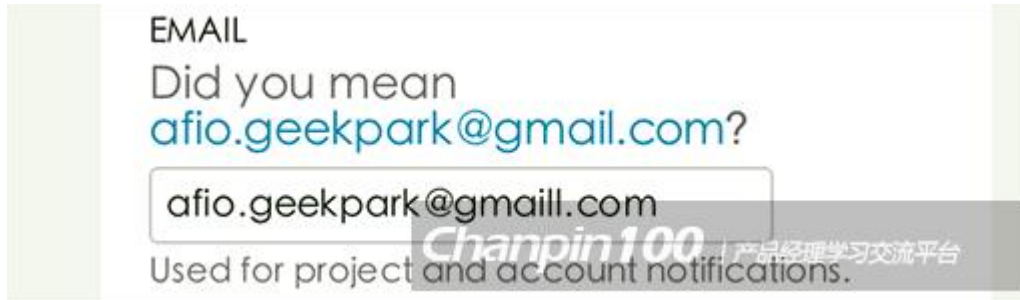 EMAIL
Did you mean
afio.geekpark@gmail.com?
afio.geekpark@gmaill.com
Chanpin100 产品经理学习交流平台
Used for project and account notifications.